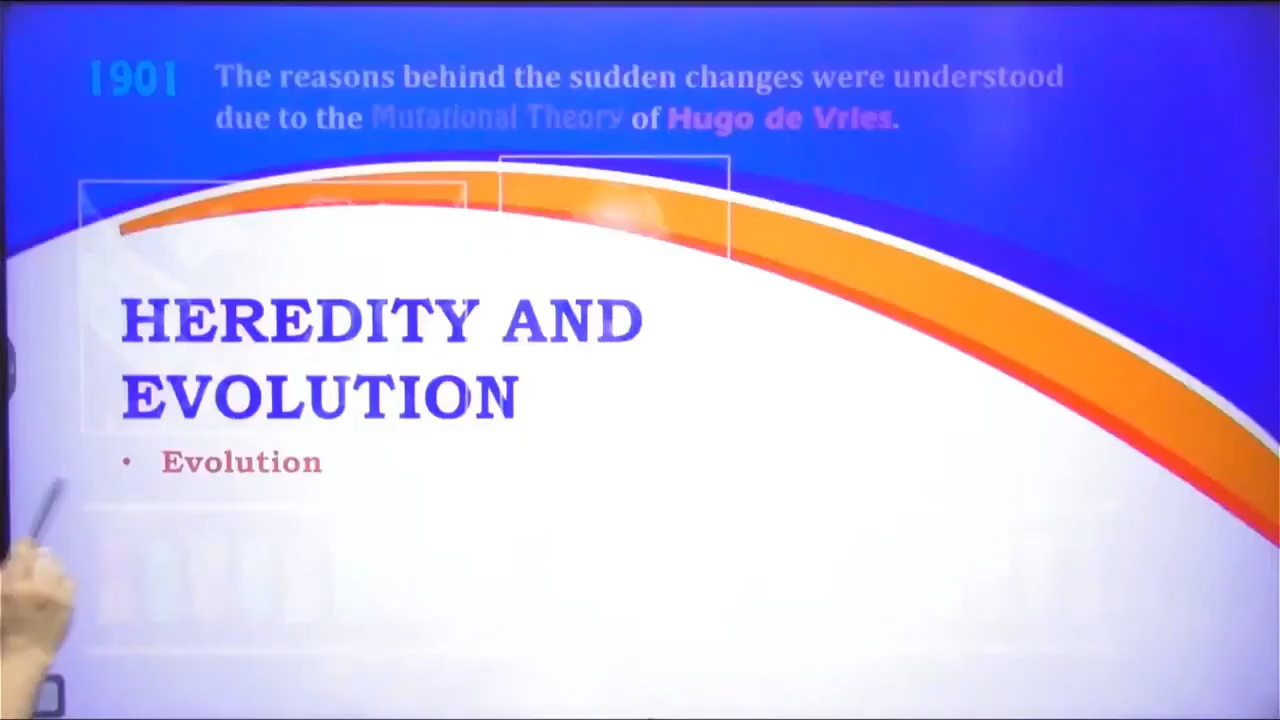 1901 The reasons behind the sudden changes were understood
due to the Mutational Theory of Hugo de Vries.
HEREDITY AND
EVOLUTION
• Evolution